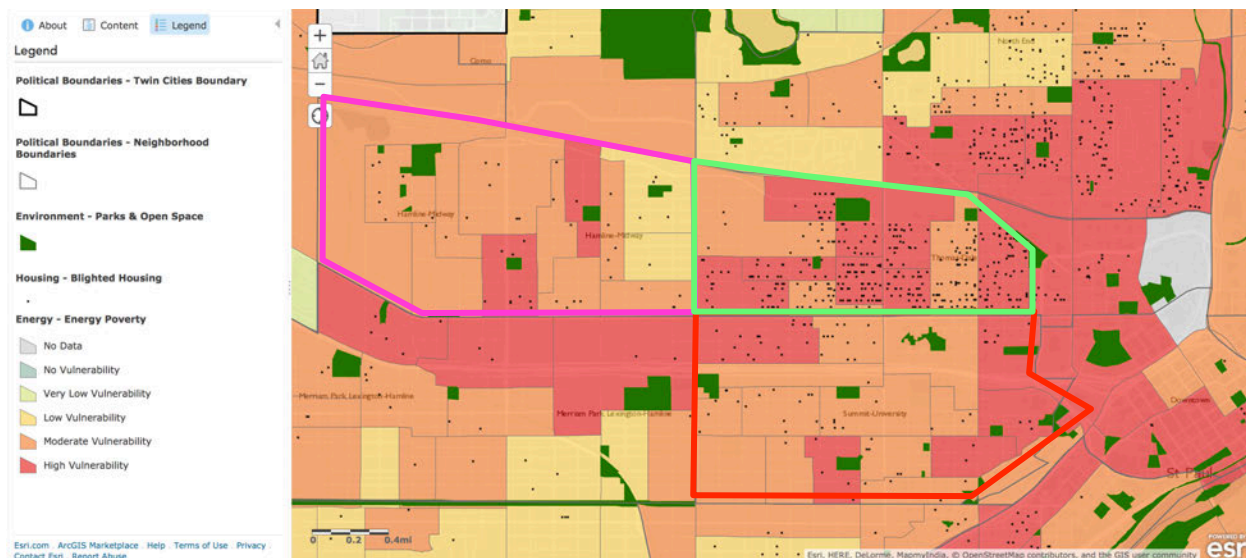 About Content Legend
Legend
Political Boundaries - Twin Cities Boundary
Political Boundaries - Neighborhood
Boundaries
Environment - Parks & Open Space
Housing - Blighted Housing
Energy - Energy Poverty
No Data
No Vulnerability
Very Low Vulnerability
Low Vulnerability
Moderate Vulnerability
High Vulnerability
Esri.com . ArcGIS Marketplace . Help . Terms of Use . Privacy .
Contact Esri . Report Abuse
+
−
Como
North End
Hamline-Midway
Hamline-Midway
Thomas-Dale
Merriam Park, Lexington-Hamline
Merriam Park, Lexington-Hamline
Summit-University
Downtown
St Paul
0 0.2 0.4mi
Esri, HERE, DeLorme, MapmyIndia, © OpenStreetMap contributors, and the GIS user community
POWERED BY
esri